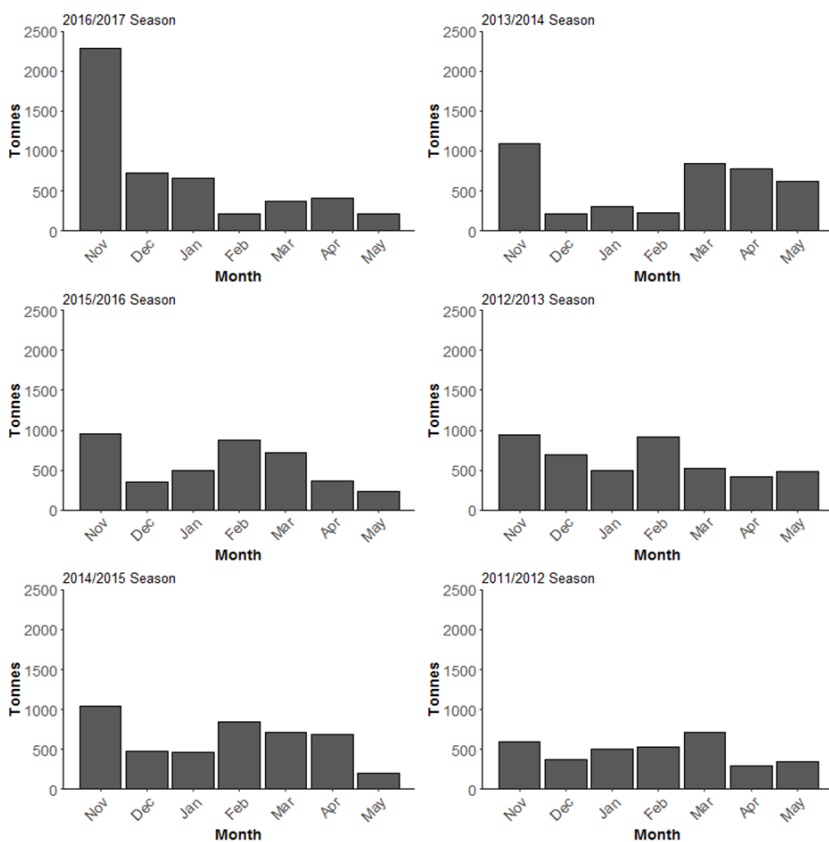 2016/2017 Season
2500
2000
1500
1000
500
0
Tonnes
Nov Dec Jan Feb Mar Apr May
Month
2013/2014 Season
2500
2000
1500
1000
500
0
Tonnes
Nov Dec Jan Feb Mar Apr May
Month
2015/2016 Season
2500
2000
1500
1000
500
0
Tonnes
Nov Dec Jan Feb Mar Apr May
Month
2012/2013 Season
2500
2000
1500
1000
500
0
Tonnes
Nov Dec Jan Feb Mar Apr May
Month
2014/2015 Season
2500
2000
1500
1000
500
0
Tonnes
Nov Dec Jan Feb Mar Apr May
Month
2011/2012 Season
2500
2000
1500
1000
500
0
Tonnes
Nov Dec Jan Feb Mar Apr May
Month